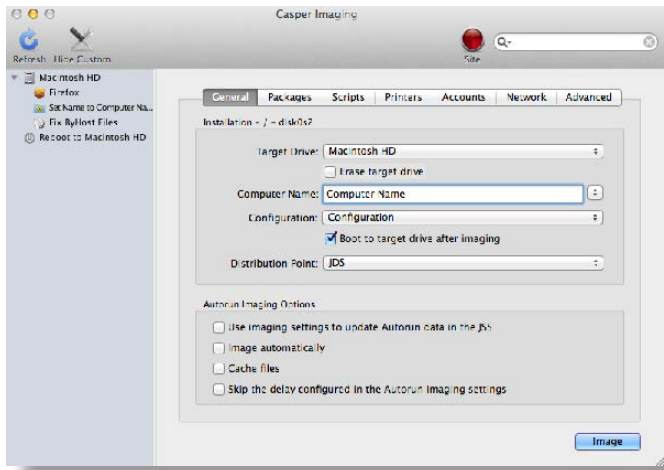 Casper Imaging
Refresh
Hide Custom
Site
Macintosh HD
Firefox
Set Name to Computer Na...
Fix ByHost Files
Reboot to Macintosh HD
General
Packages
Scripts
Printers
Accounts
Network
Advanced
Installation - / - disk0s2
Target Drive:
Macintosh HD
Erase target drive
Computer Name:
Computer Name
Configuration:
Configuration
Boot to target drive after imaging
Distribution Point:
JDS
Autorun Imaging Options
Use imaging settings to update Autorun data in the JSS
Image automatically
Cache files
Skip the delay configured in the Autorun Imaging settings
Image